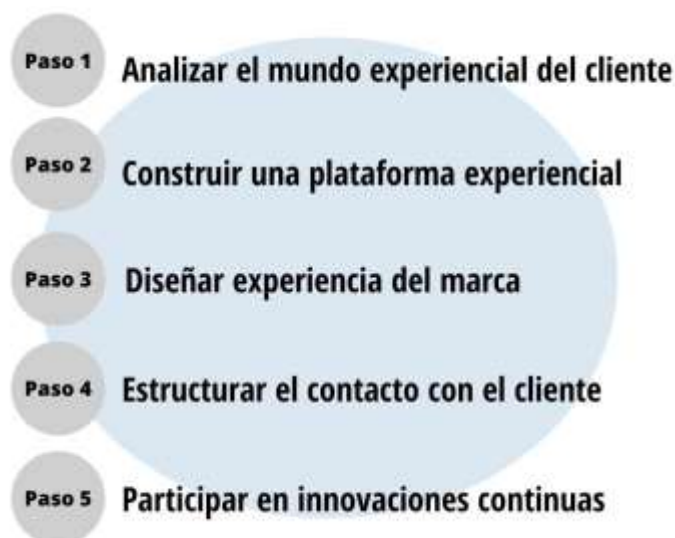 Paso 1 Analizar el mundo experiencial del cliente
Paso 2 Construir una plataforma experiencial
Paso 3 Diseñar experiencia del marca
Paso 4 Estructurar el contacto con el cliente
Paso 5 Participar en innovaciones continuas